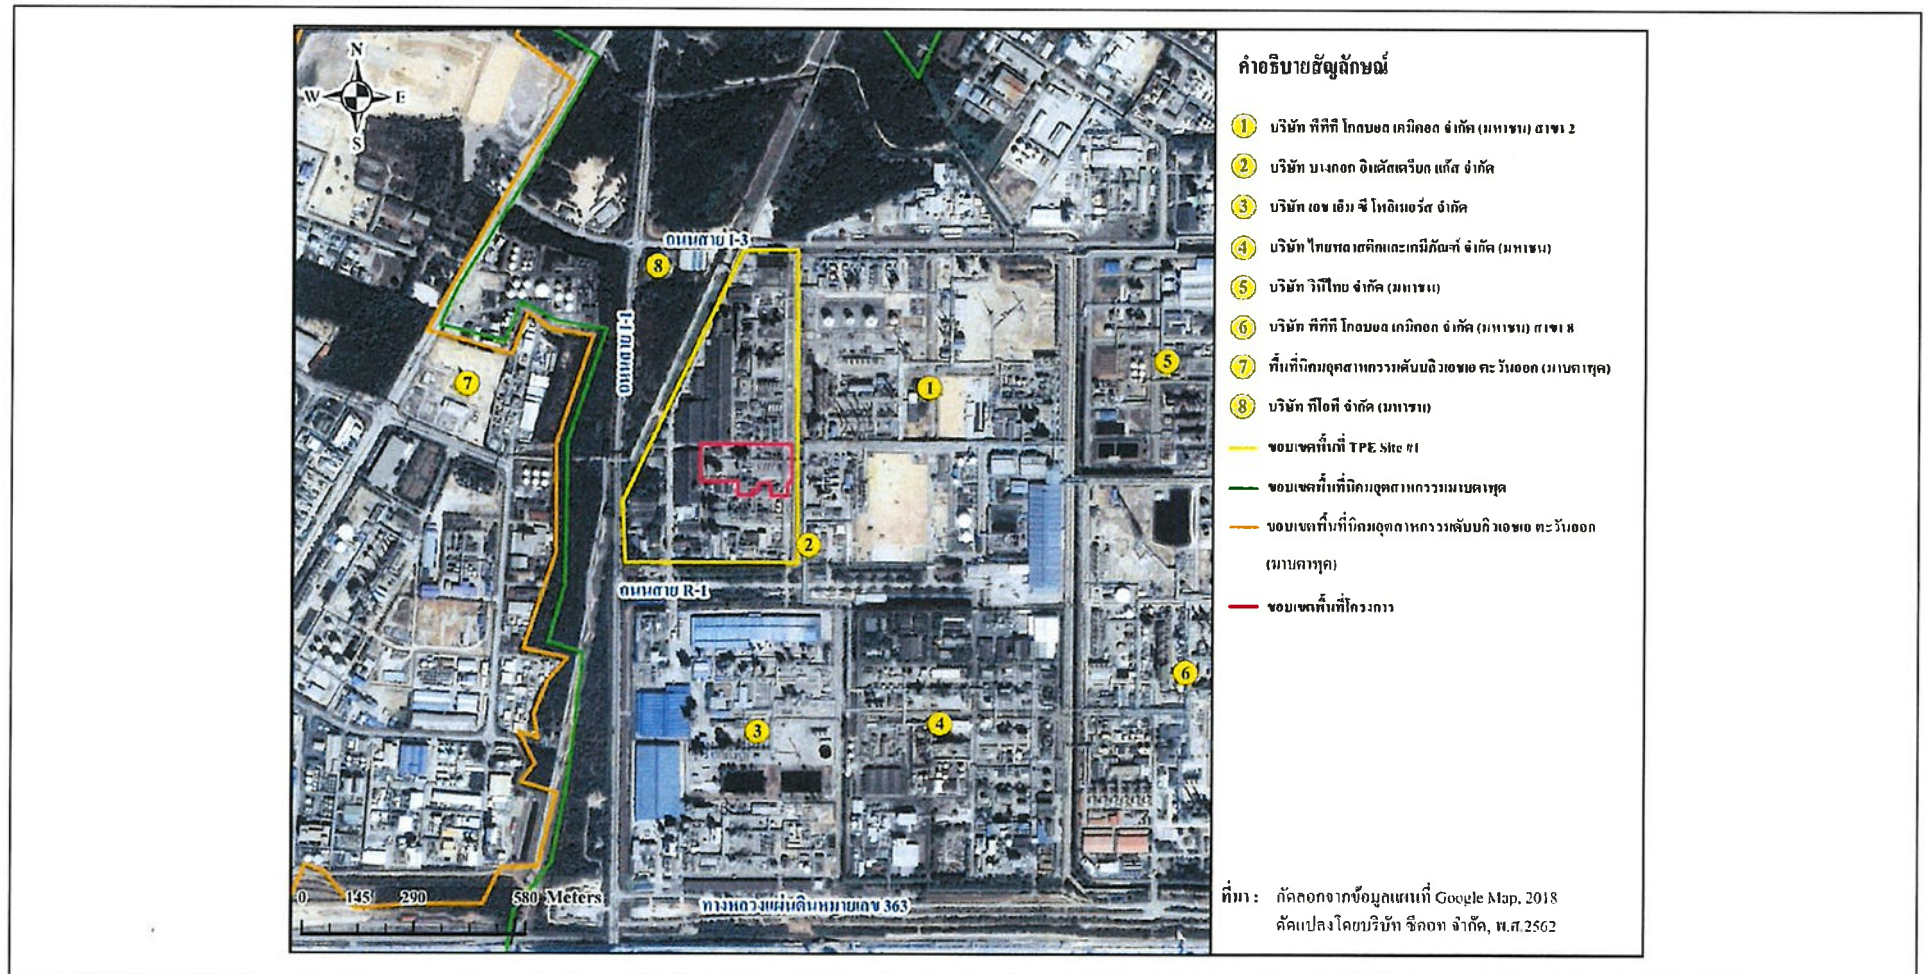 N
W E
S
ถนนสาย I-3
8
ถนนสาย I-1
7
1
5
2
ถนนสาย R-1
6
3
4
0 145 290 580 Meters
ทางหลวงแผ่นดินหมายเลข 363
คำอธิบายสัญลักษณ์
1 บริษัท พีทีที โกลบอล เคมิคอล จำกัด (มหาชน) สาขา 2
2 บริษัท บางกอก อินดัสเตรียล แก๊ส จำกัด
3 บริษัท เอช เอ็ม ซี โพลิเมอร์ส จำกัด
4 บริษัท ไทยพลาสติกและเคมีภัณฑ์ จำกัด (มหาชน)
5 บริษัท วีนิไทย จำกัด (มหาชน)
6 บริษัท พีทีที โกลบอล เคมิคอล จำกัด (มหาชน) สาขา 8
7 พื้นที่นิคมอุตสาหกรรมดับบลิวเอชเอ ตะวันออก (มาบตาพุด)
8 บริษัท ทีโอที จำกัด (มหาชน)
ขอบเขตพื้นที่ TPE Site #1
ขอบเขตพื้นที่นิคมอุตสาหกรรมมาบตาพุด
ขอบเขตพื้นที่นิคมอุตสาหกรรมดับบลิวเอชเอ ตะวันออก
(มาบตาพุด)
ขอบเขตพื้นที่โครงการ
ที่มา : คัดลอกจากข้อมูลแผนที่ Google Map, 2018
ดัดแปลงโดยบริษัท ซีคอท จำกัด, พ.ศ.2562